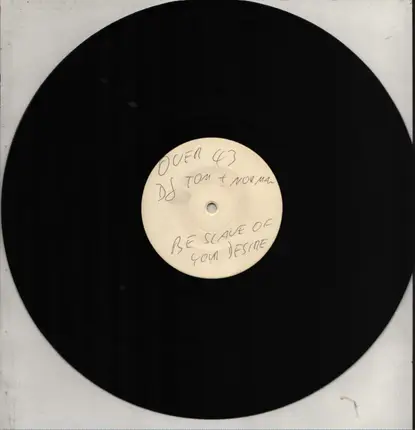 OVER 43
DJ TOM + NORMAN
BE SLAVE OF
YOUR DESIRE